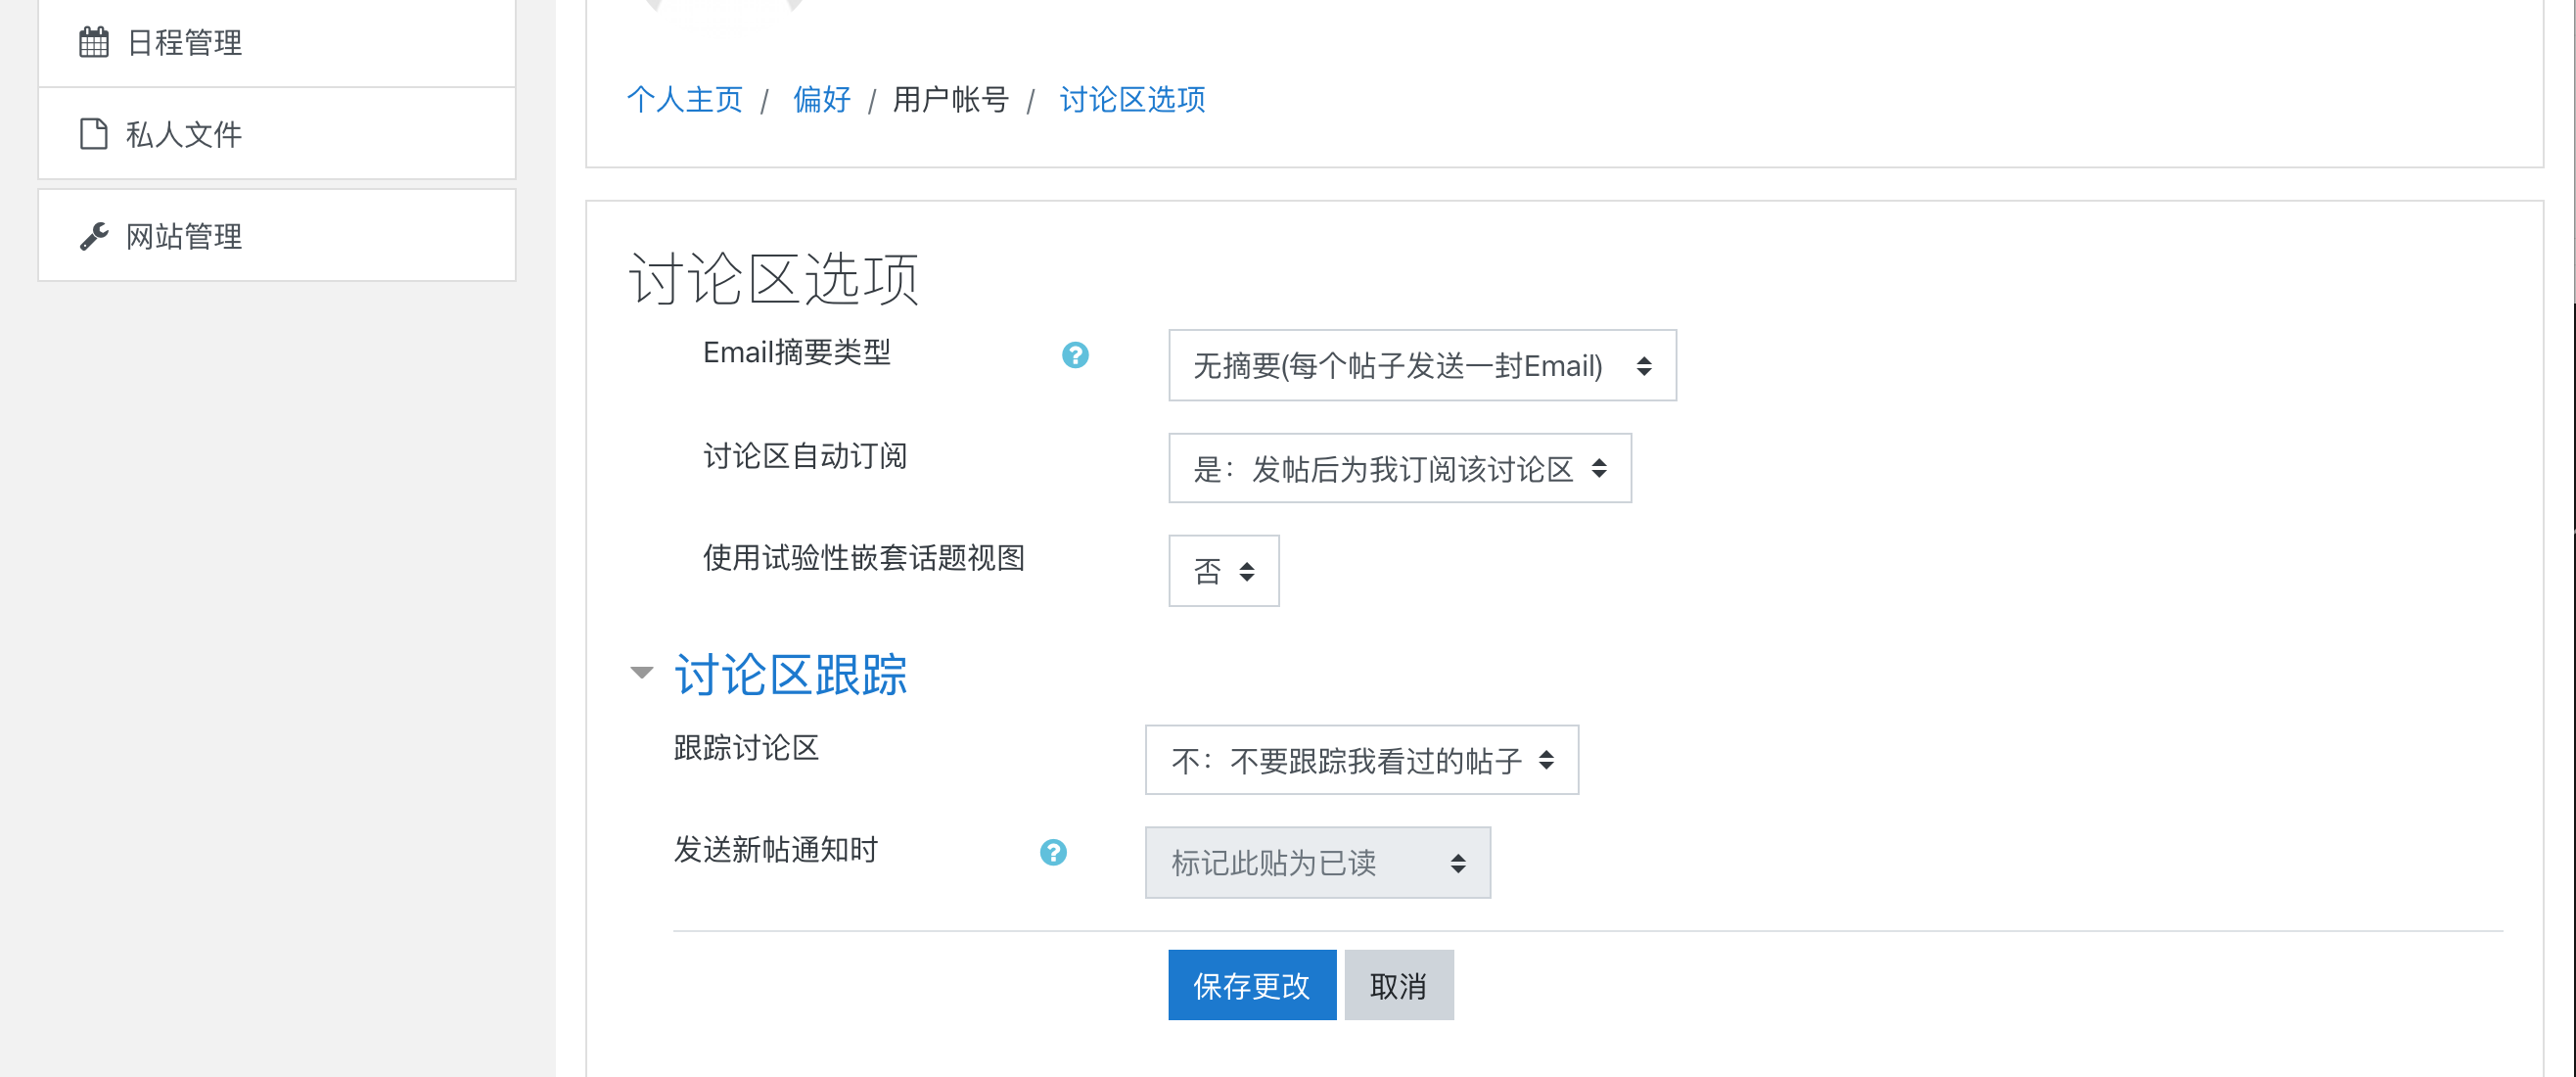 日程管理
私人文件
网站管理
个人主页 / 偏好 / 用户帐号 / 讨论区选项
讨论区选项
Email摘要类型
无摘要(每个帖子发送一封Email)
讨论区自动订阅
是：发帖后为我订阅该讨论区
使用试验性嵌套话题视图
否
讨论区跟踪
跟踪讨论区
不：不要跟踪我看过的帖子
发送新帖通知时
标记此贴为已读
保存更改
取消